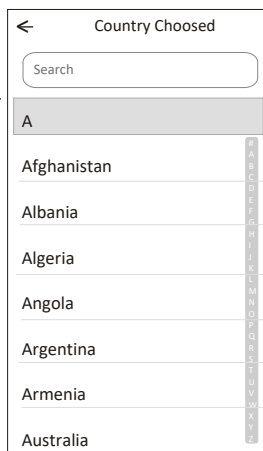 Country Choosed
Search
A
Afghanistan
Albania
Algeria
Angola
Argentina
Armenia
Australia
#
A
B
C
D
E
F
G
H
I
J
K
L
M
N
O
P
Q
R
S
T
U
V
W
X
Y
Z